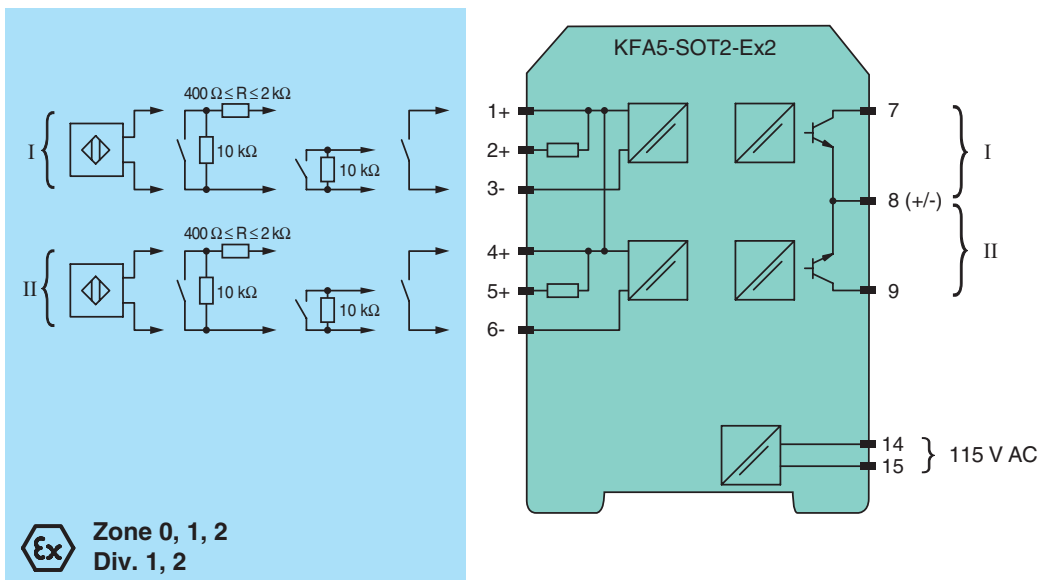 KFA5-SOT2-Ex2
400 Ω ≤ R ≤ 2 kΩ
I
10 kΩ
10 kΩ
1+
2+
3-
7
I
8 (+/-)
400 Ω ≤ R ≤ 2 kΩ
II
10 kΩ
10 kΩ
4+
5+
6-
II
9
14
15
115 V AC
Ex
Zone 0, 1, 2
Div. 1, 2